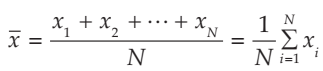 x̄ = (x₁ + x₂ + ··· + x_N) / N = (1/N) ∑_{i=1}^{N} x_i